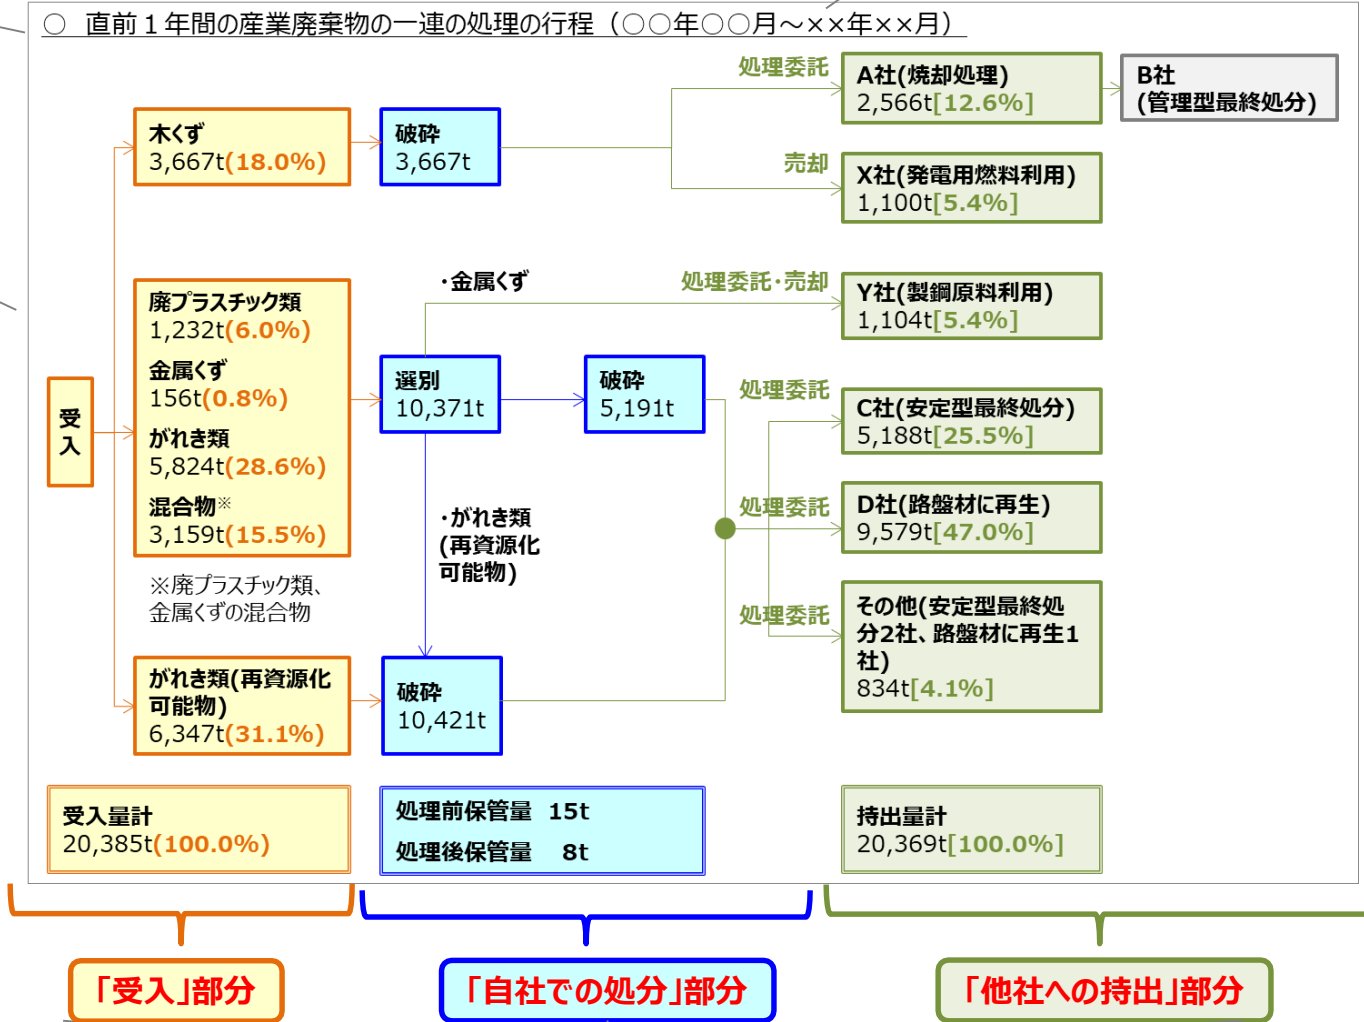 ○ 直前１年間の産業廃棄物の一連の処理の行程（○○年○○月～××年××月）
受
入
木くず
3,667t(18.0%)
廃プラスチック類
1,232t(6.0%)
金属くず
156t(0.8%)
がれき類
5,824t(28.6%)
混合物※
3,159t(15.5%)
※廃プラスチック類、
金属くずの混合物
がれき類(再資源化
可能物)
6,347t(31.1%)
受入量計
20,385t(100.0%)
破砕
3,667t
・金属くず
選別
10,371t
破砕
5,191t
・がれき類
(再資源化
可能物)
破砕
10,421t
処理前保管量 15t
処理後保管量 8t
処理委託
A社(焼却処理)
2,566t[12.6%]
B社
(管理型最終処分)
売却
X社(発電用燃料利用)
1,100t[5.4%]
処理委託・売却
Y社(製鋼原料利用)
1,104t[5.4%]
処理委託
C社(安定型最終処分)
5,188t[25.5%]
処理委託
D社(路盤材に再生)
9,579t[47.0%]
処理委託
その他(安定型最終処
分2社、路盤材に再生1
社)
834t[4.1%]
持出量計
20,369t[100.0%]
「受入」部分
「自社での処分」部分
「他社への持出」部分